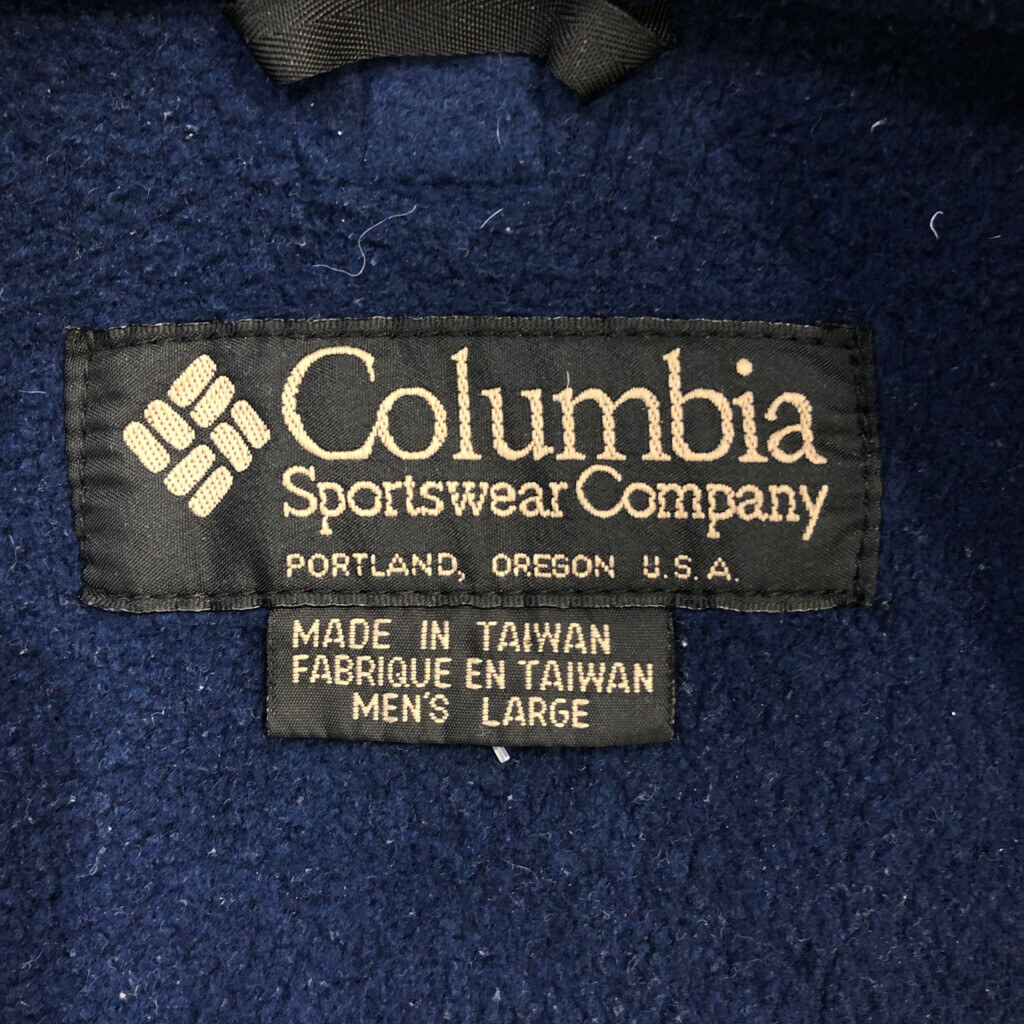 Columbia
Sportswear Company
PORTLAND, OREGON U.S.A.
MADE IN TAIWAN
FABRIQUE EN TAIWAN
MEN'S LARGE